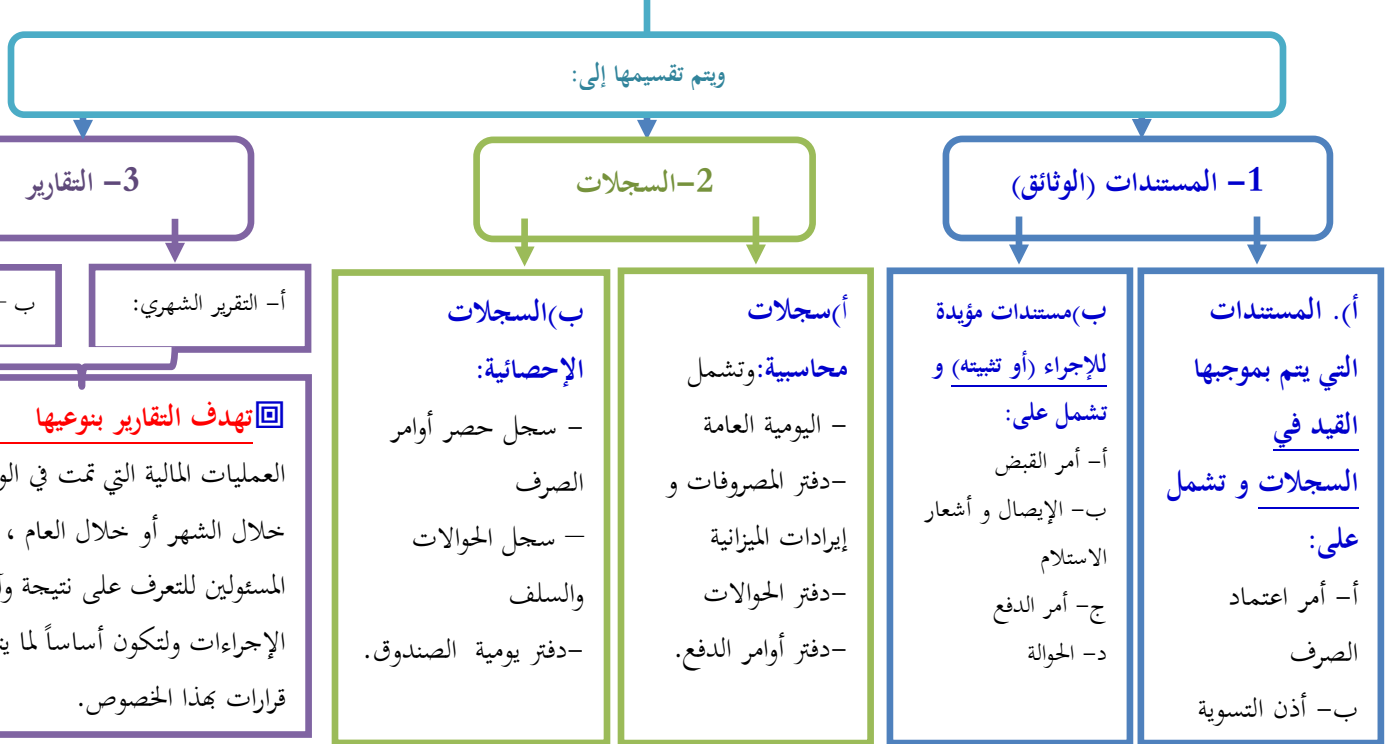 ويتم تقسيمها إلى:
1- المستندات (الوثائق)
2-السجلات
3- التقارير
أ). المستندات
التي يتم بموجبها
القيد في
السجلات و تشمل
على:
أ- أمر اعتماد
الصرف
ب- أذن التسوية
ب)مستندات مؤيدة
للإجراء (أو تثبيته) و
تشمل على:
أ- أمر القبض
ب- الإيصال و أشعار
الاستلام
ج- أمر الدفع
د- الحوالة
أ)سجلات
محاسبية:وتشمل
- اليومية العامة
-دفتر المصروفات و
إيرادات الميزانية
-دفتر الحوالات
-دفتر أوامر الدفع.
ب)السجلات
الإحصائية:
- سجل حصر أوامر
الصرف
– سجل الحوالات
والسلف
-دفتر يومية الصندوق.
أ- التقرير الشهري:
ب -
تهدف التقارير بنوعيها
العمليات المالية التي تمت في
خلال الشهر أو خلال العام ،
المسئولين للتعرف على نتيجة
الإجراءات ولتكون أساساً لما
قرارات بهذا الخصوص.